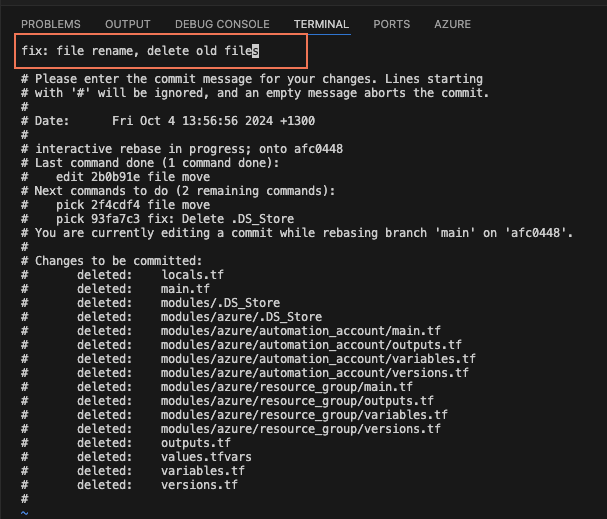 PROBLEMS OUTPUT DEBUG CONSOLE TERMINAL PORTS AZURE
fix: file rename, delete old files
# Please enter the commit message for your changes. Lines starting
# with '#' will be ignored, and an empty message aborts the commit.
#
# Date:      Fri Oct 4 13:56:56 2024 +1300
#
# interactive rebase in progress; onto afc0448
# Last command done (1 command done):
#    edit 2b0b91e file move
# Next commands to do (2 remaining commands):
#    pick 2f4cdf4 file move
#    pick 93fa7c3 fix: Delete .DS_Store
# You are currently editing a commit while rebasing branch 'main' on 'afc0448'.
#
# Changes to be committed:
#       deleted:    locals.tf
#       deleted:    main.tf
#       deleted:    modules/.DS_Store
#       deleted:    modules/azure/.DS_Store
#       deleted:    modules/azure/automation_account/main.tf
#       deleted:    modules/azure/automation_account/outputs.tf
#       deleted:    modules/azure/automation_account/variables.tf
#       deleted:    modules/azure/automation_account/versions.tf
#       deleted:    modules/azure/resource_group/main.tf
#       deleted:    modules/azure/resource_group/outputs.tf
#       deleted:    modules/azure/resource_group/variables.tf
#       deleted:    modules/azure/resource_group/versions.tf
#       deleted:    outputs.tf
#       deleted:    values.tfvars
#       deleted:    variables.tf
#       deleted:    versions.tf
#
~